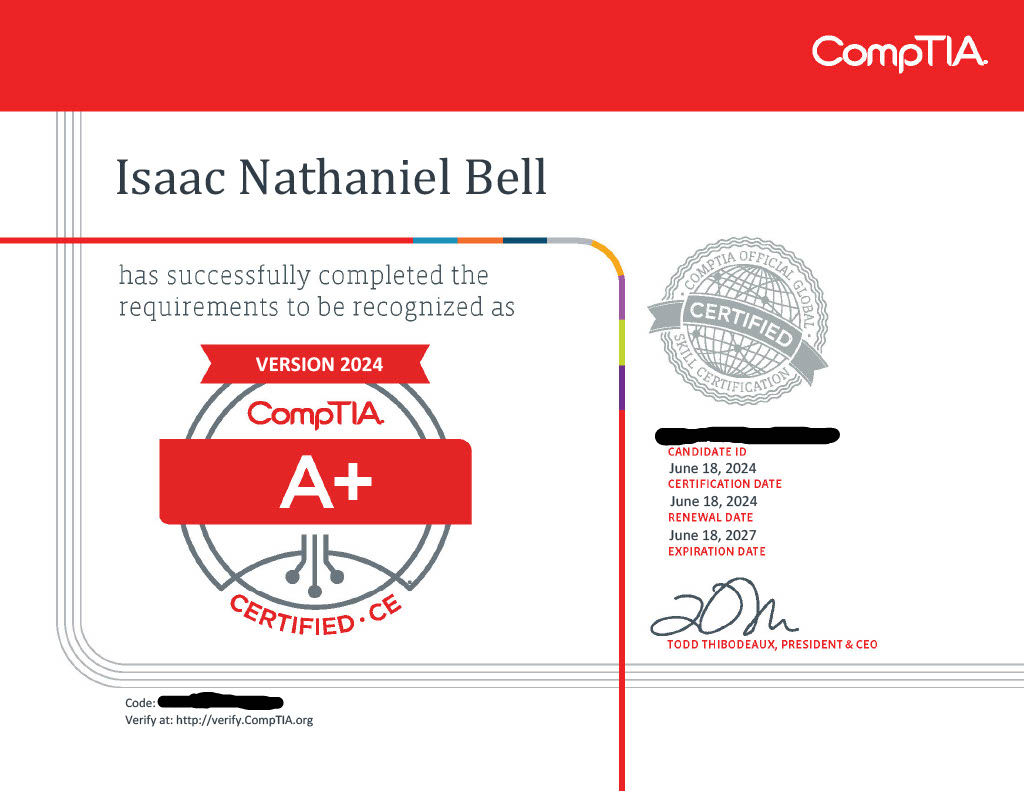 CompTIA.
Isaac Nathaniel Bell
has successfully completed the
requirements to be recognized as
VERSION 2024
CompTIA.
A+
CERTIFIED · CE
· COMPTIA OFFICIAL GLOBAL ·
CERTIFIED
SKILL CERTIFICATION
CANDIDATE ID
June 18, 2024
CERTIFICATION DATE
June 18, 2024
RENEWAL DATE
June 18, 2027
EXPIRATION DATE
TODD THIBODEAUX, PRESIDENT & CEO
Code:
Verify at: http://verify.CompTIA.org